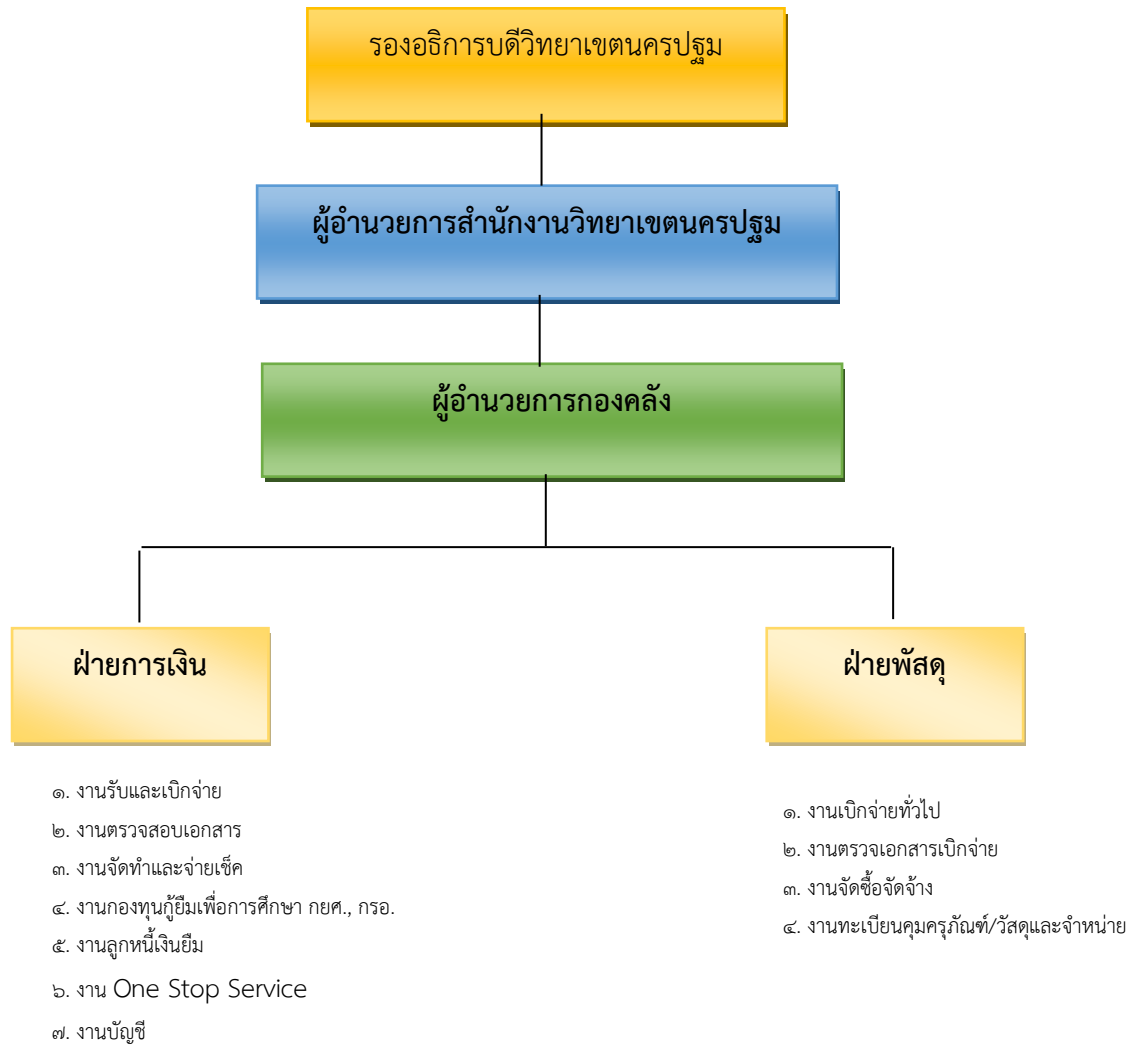 รองอธิการบดีวิทยาเขตนครปฐม
ผู้อำนวยการสำนักงานวิทยาเขตนครปฐม
ผู้อำนวยการกองคลัง
ฝ่ายการเงิน
๑. งานรับและเบิกจ่าย
๒. งานตรวจสอบเอกสาร
๓. งานจัดทำและจ่ายเช็ค
๔. งานกองทุนกู้ยืมเพื่อการศึกษา กยศ., กรอ.
๕. งานลูกหนี้เงินยืม
๖. งาน One Stop Service
๗. งานบัญชี
ฝ่ายพัสดุ
๑. งานเบิกจ่ายทั่วไป
๒. งานตรวจเอกสารเบิกจ่าย
๓. งานจัดซื้อจัดจ้าง
๔. งานทะเบียนคุมครุภัณฑ์/วัสดุและจำหน่าย